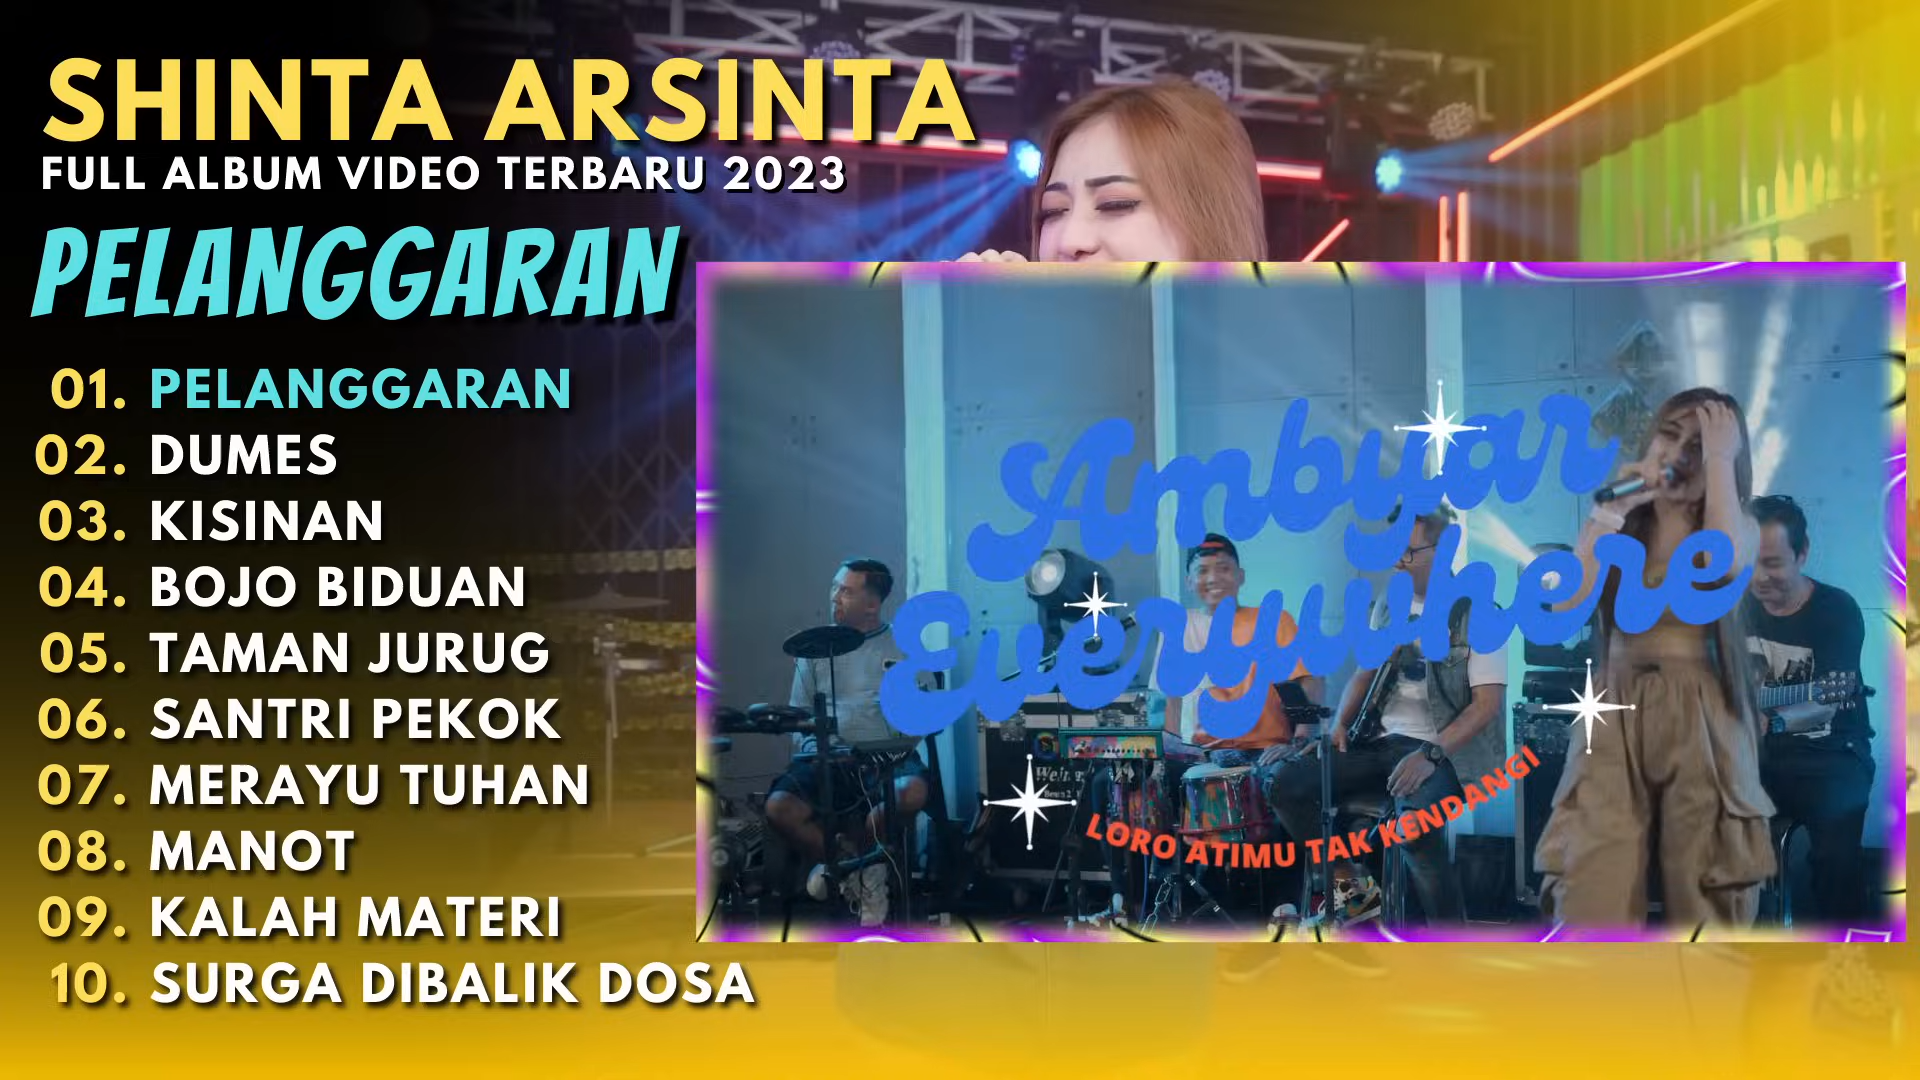 SHINTA ARSINTA
FULL ALBUM VIDEO TERBARU 2023
PELANGGARAN
01. PELANGGARAN
02. DUMES
03. KISINAN
04. BOJO BIDUAN
05. TAMAN JURUG
06. SANTRI PEKOK
07. MERAYU TUHAN
08. MANOT
09. KALAH MATERI
10. SURGA DIBALIK DOSA
Ambyar
Everywhere
LORO ATIMU TAK KENDANGI